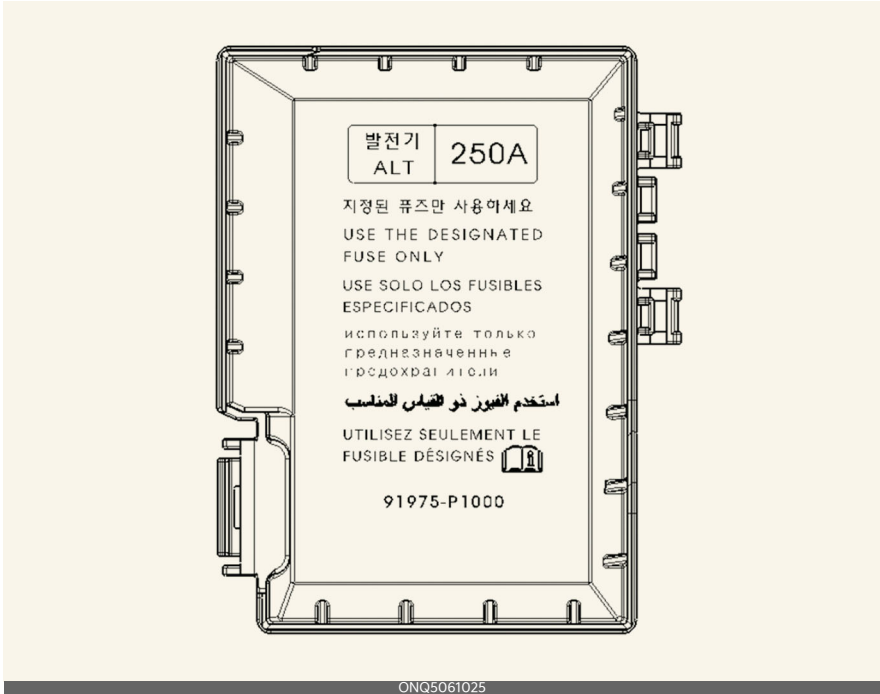 발전기
ALT
250A
지정된 퓨즈만 사용하세요
USE THE DESIGNATED
FUSE ONLY
USE SOLO LOS FUSIBLES
ESPECIFICADOS
используйте только
предназначенные
предохранители
استخدم الفيوز ذو القياس المناسب
UTILISEZ SEULEMENT LE
FUSIBLE DÉSIGNÉS
91975-P1000
ONQ5061025